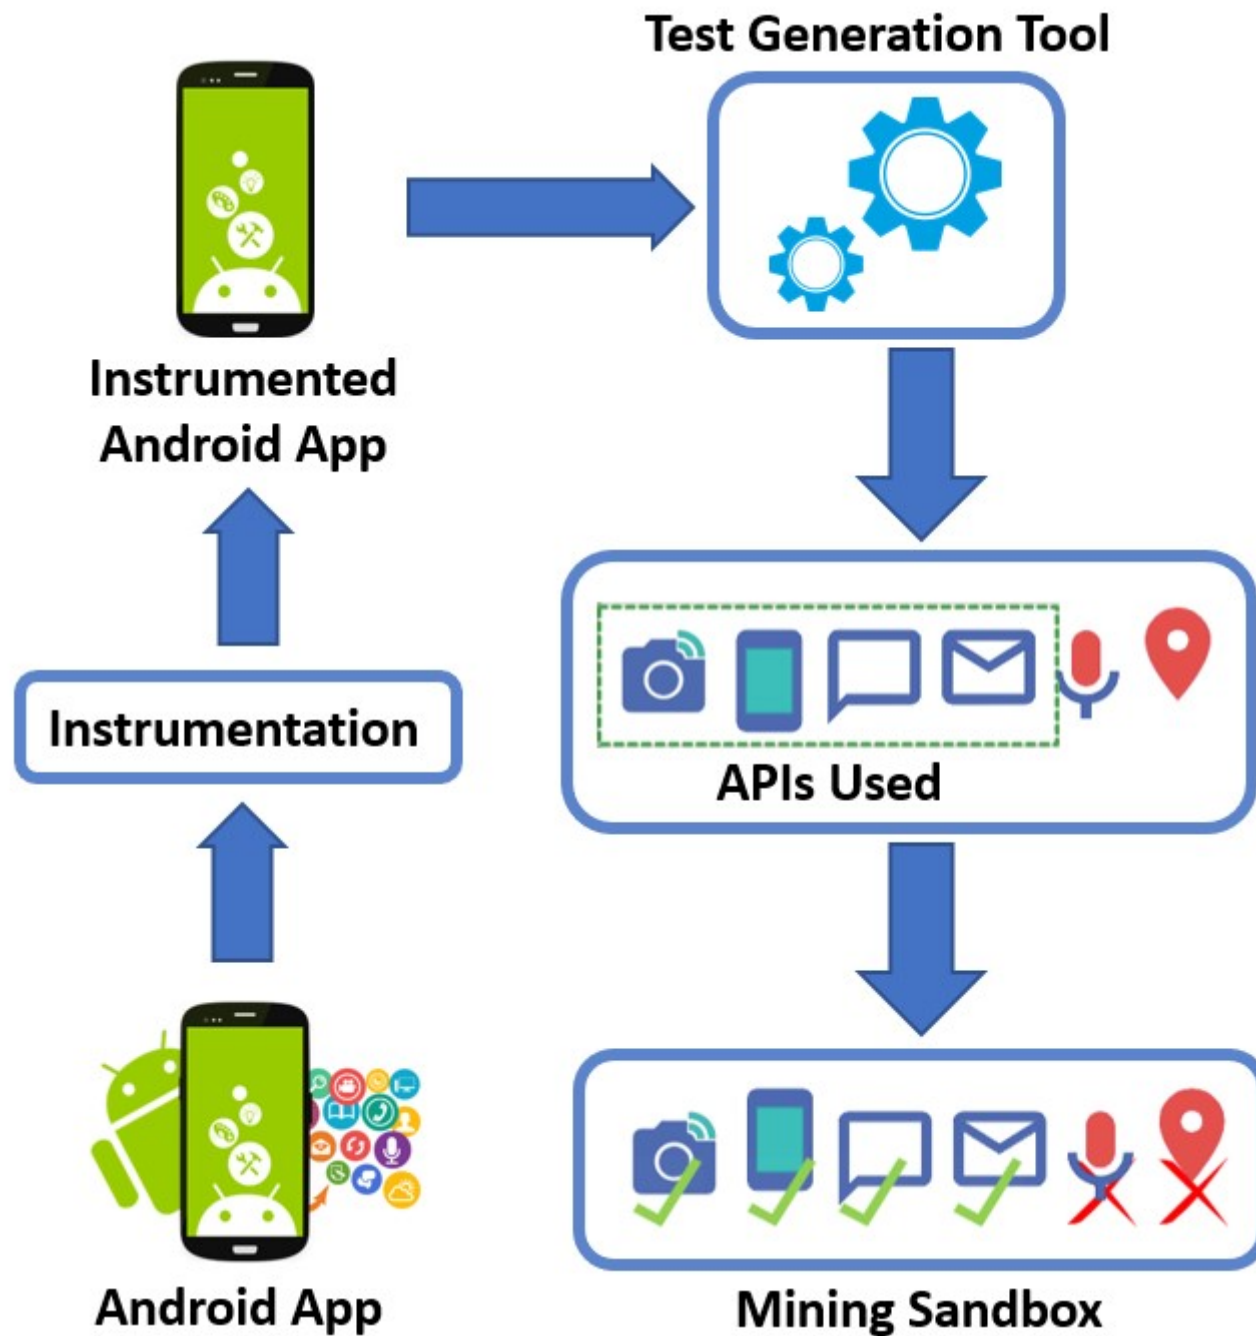 Test Generation Tool
Instrumented
Android App
Instrumentation
APIs Used
Android App
Mining Sandbox